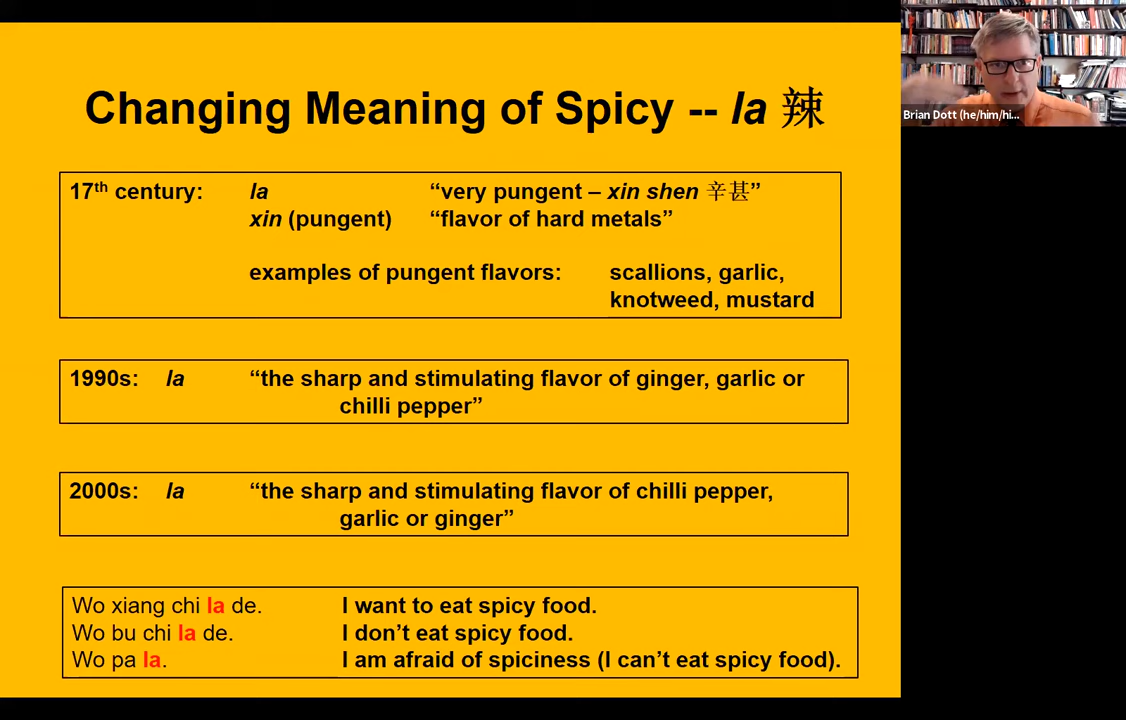 Changing Meaning of Spicy -- la 辣
Brian Dott (he/him/hi...
17th century: la “very pungent – xin shen 辛甚”
xin (pungent) “flavor of hard metals”
examples of pungent flavors: scallions, garlic,
knotweed, mustard
1990s: la “the sharp and stimulating flavor of ginger, garlic or
chilli pepper”
2000s: la “the sharp and stimulating flavor of chilli pepper,
garlic or ginger”
Wo xiang chi la de. I want to eat spicy food.
Wo bu chi la de. I don’t eat spicy food.
Wo pa la. I am afraid of spiciness (I can’t eat spicy food).